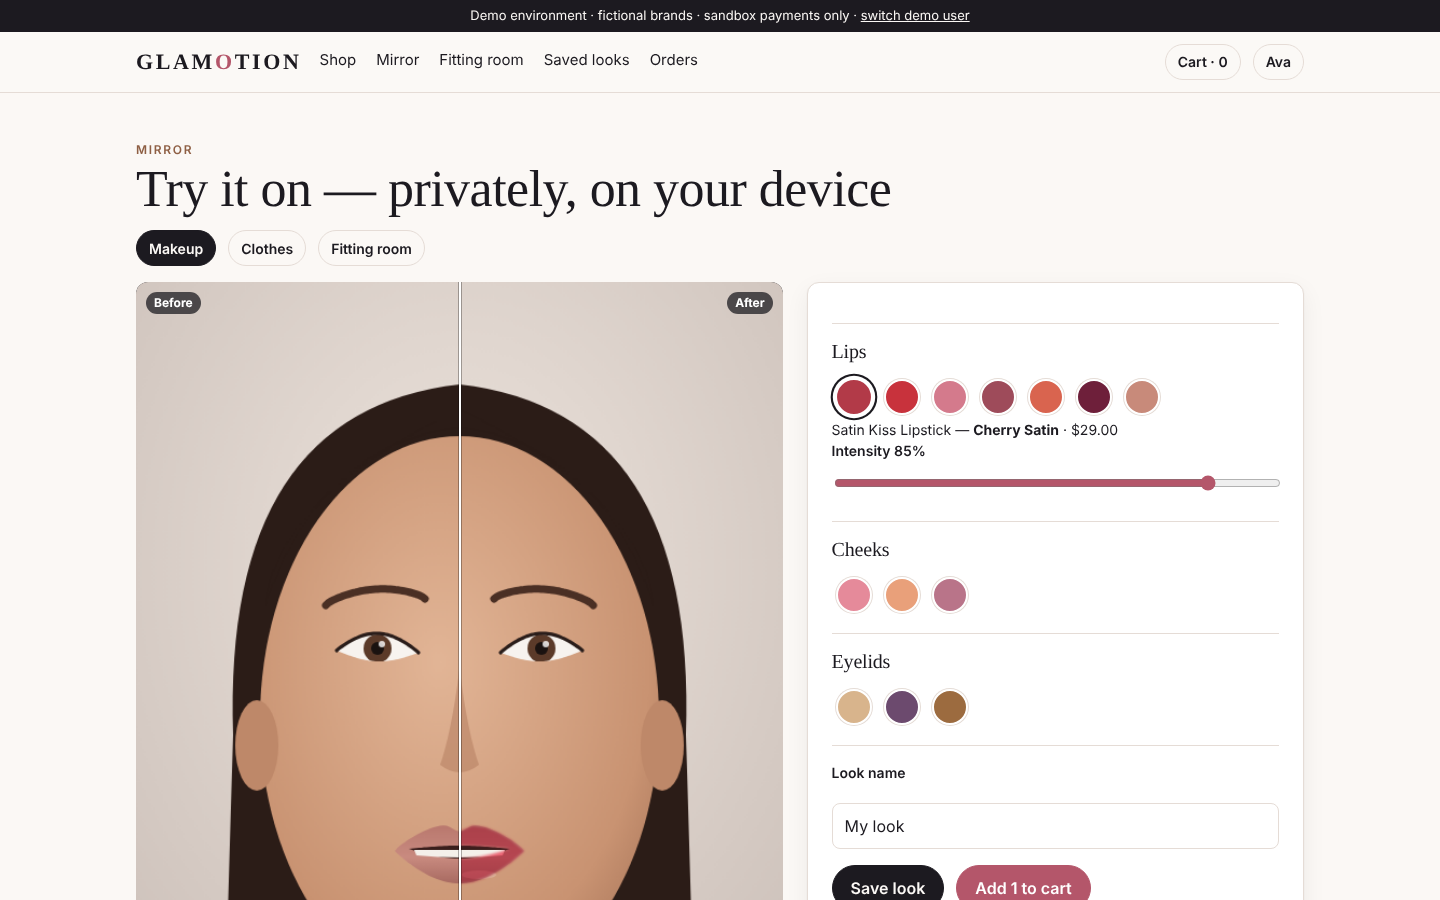 Demo environment · fictional brands · sandbox payments only · switch demo user
GLAMOTION Shop Mirror Fitting room Saved looks Orders Cart · 0 Ava
MIRROR
Try it on — privately, on your device
Makeup Clothes Fitting room
Before After
Lips
Satin Kiss Lipstick — Cherry Satin · $29.00
Intensity 85%
Cheeks
Eyelids
Look name
My look
Save look Add 1 to cart